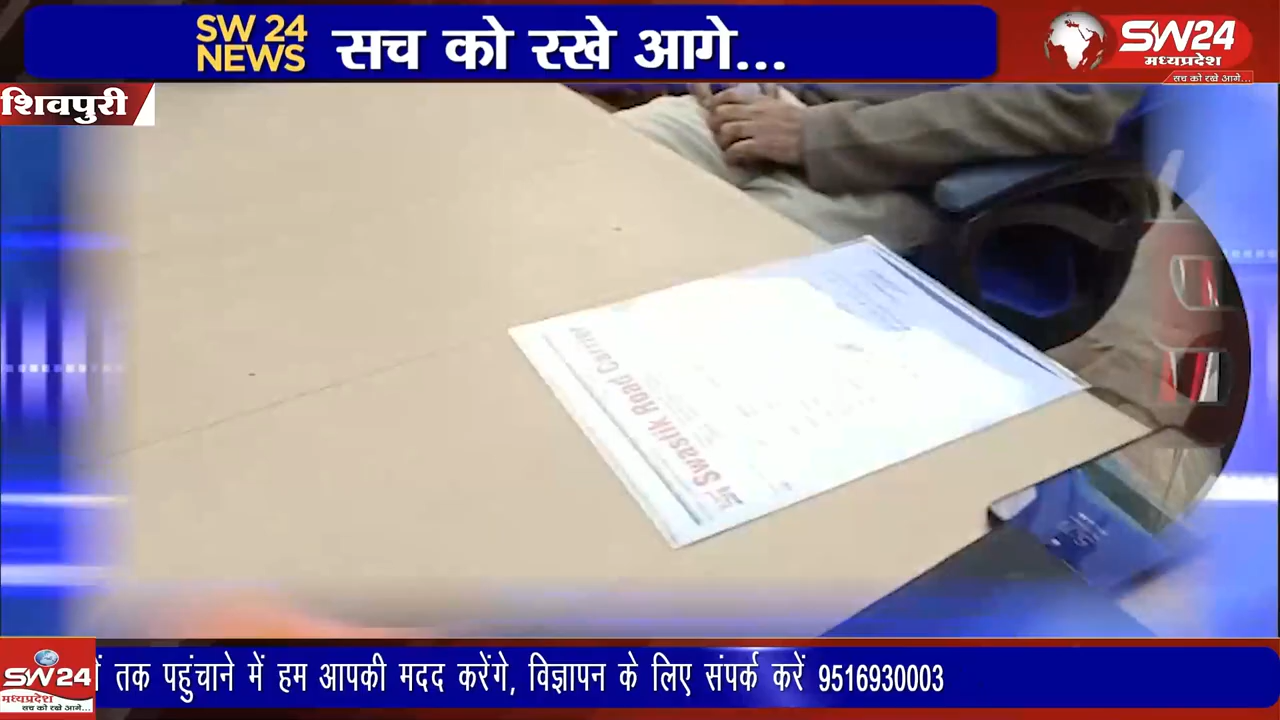 SW 24
NEWS
सच को रखे आगे...
SW24
मध्यप्रदेश
सच को रखे आगे...
शिवपुरी
Swastik Road Carrier
SW24
मध्यप्रदेश
सच को रखे आगे...
तक पहुंचाने में हम आपकी मदद करेंगे, विज्ञापन के लिए संपर्क करें 9516930003